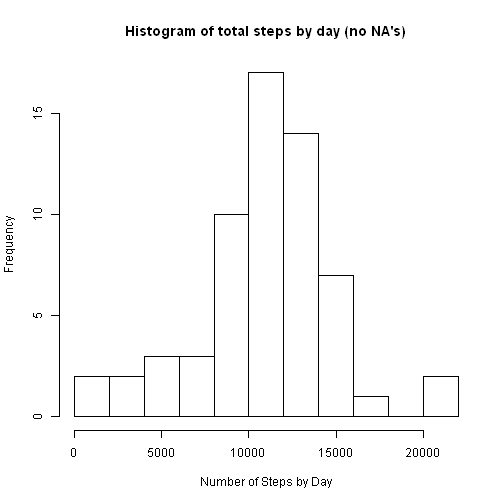 Histogram of total steps by day (no NA's)
15
10
5
0
Frequency
0 5000 10000 15000 20000
Number of Steps by Day